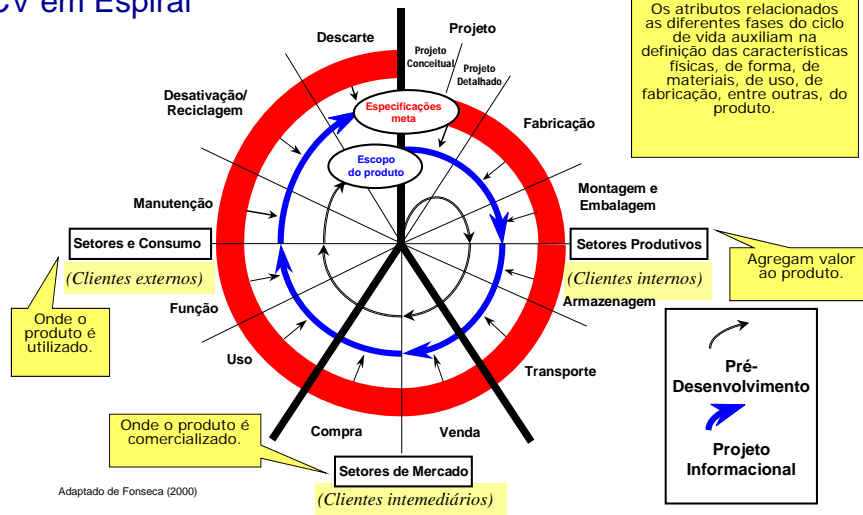 CV em Espiral
Os atributos relacionados
as diferentes fases do ciclo
de vida auxiliam na
definição das características
físicas, de forma, de
materiais, de uso, de
fabricação, entre outras, do
produto.
Descarte
Projeto
Projeto
Conceitual
Projeto
Detalhado
Desativação/
Reciclagem
Especificações
meta
Fabricação
Escopo
do produto
Manutenção
Montagem e
Embalagem
Setores e Consumo
(Clientes externos)
Setores Produtivos
(Clientes internos)
Agregam valor
ao produto.
Função
Armazenagem
Onde o
produto é
utilizado.
Uso
Transporte
Pré-
Desenvolvimento
Projeto
Informacional
Onde o produto é
comercializado.
Compra
Venda
Setores de Mercado
(Clientes intemediários)
Adaptado de Fonseca (2000)